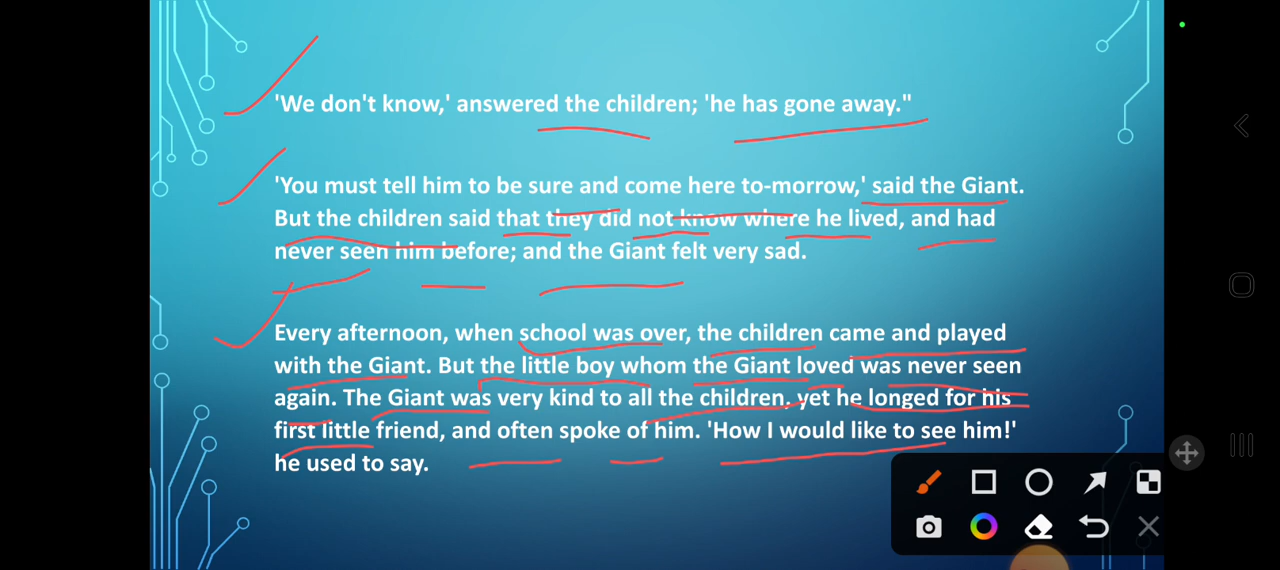 'We don't know,' answered the children; 'he has gone away."
'You must tell him to be sure and come here to-morrow,' said the Giant.
But the children said that they did not know where he lived, and had
never seen him before; and the Giant felt very sad.
Every afternoon, when school was over, the children came and played
with the Giant. But the little boy whom the Giant loved was never seen
again. The Giant was very kind to all the children, yet he longed for his
first little friend, and often spoke of him. 'How I would like to see him!'
he used to say.